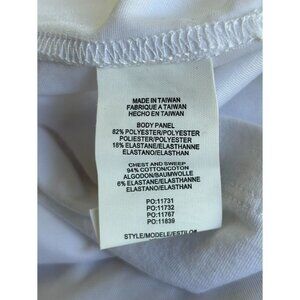 MADE IN TAIWAN
FABRIQUE A TAIWAN
HECHO EN TAIWAN
BODY PANEL
82% POLYESTER/POLYESTER
POLIESTER/POLYESTER
18% ELASTANE/ELASTHANNE
ELASTANO/ELASTHAN
CHEST AND SWEEP
94% COTTON/COTON
ALGODON/BAUMWOLLE
6% ELASTANE/ELASTHANNE
ELASTANO/ELASTHAN
PO:11731
PO:11732
PO:11767
PO:11839
STYLE/MODELE/ESTILO#